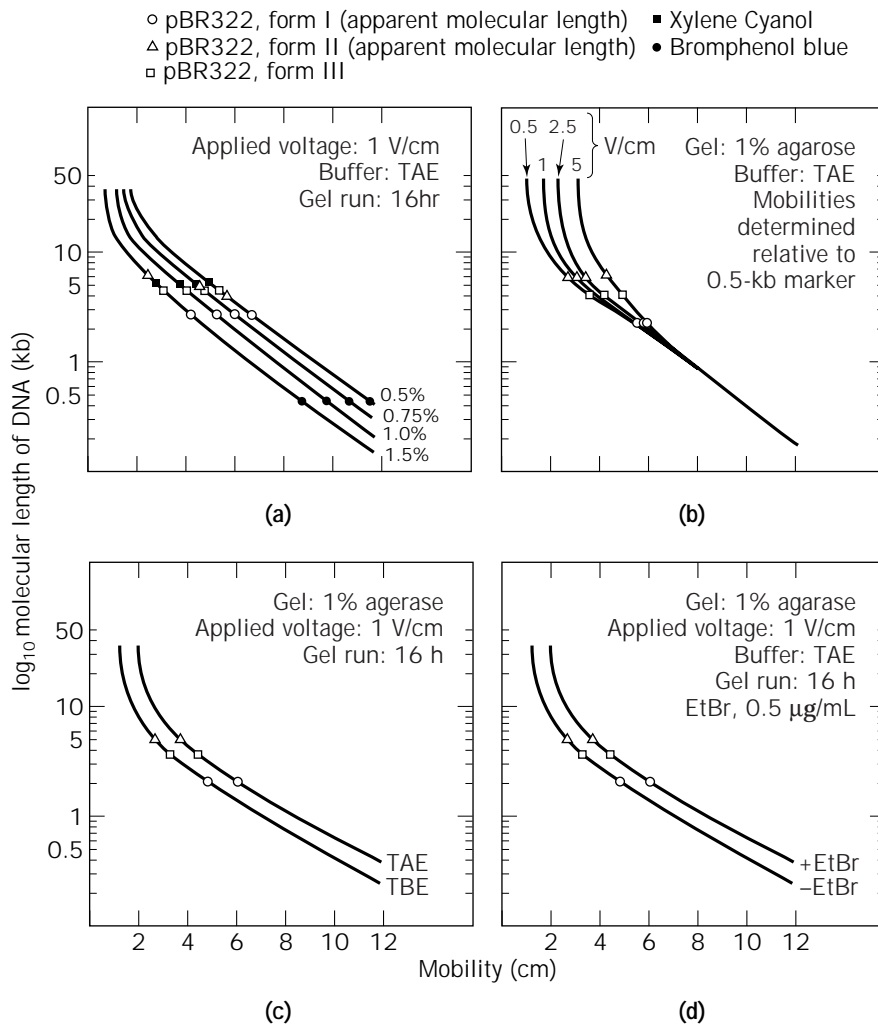 ○ pBR322, form I (apparent molecular length) ■ Xylene Cyanol
△ pBR322, form II (apparent molecular length) ● Bromphenol blue
□ pBR322, form III
log₁₀ molecular length of DNA (kb)
Applied voltage: 1 V/cm
Buffer: TAE
Gel run: 16hr
50
10
5
1
0.5
0.5%
0.75%
1.0%
1.5%
(a)
0.5 2.5
1 5
V/cm
Gel: 1% agarose
Buffer: TAE
Mobilities
determined
relative to
0.5-kb marker
(b)
Gel: 1% agerase
Applied voltage: 1 V/cm
Gel run: 16 h
50
10
5
1
0.5
TAE
TBE
2 4 6 8 10 12
(c)
Gel: 1% agarose
Applied voltage: 1 V/cm
Buffer: TAE
Gel run: 16 h
EtBr, 0.5 µg/mL
+EtBr
−EtBr
2 4 6 8 10 12
Mobility (cm)
(d)